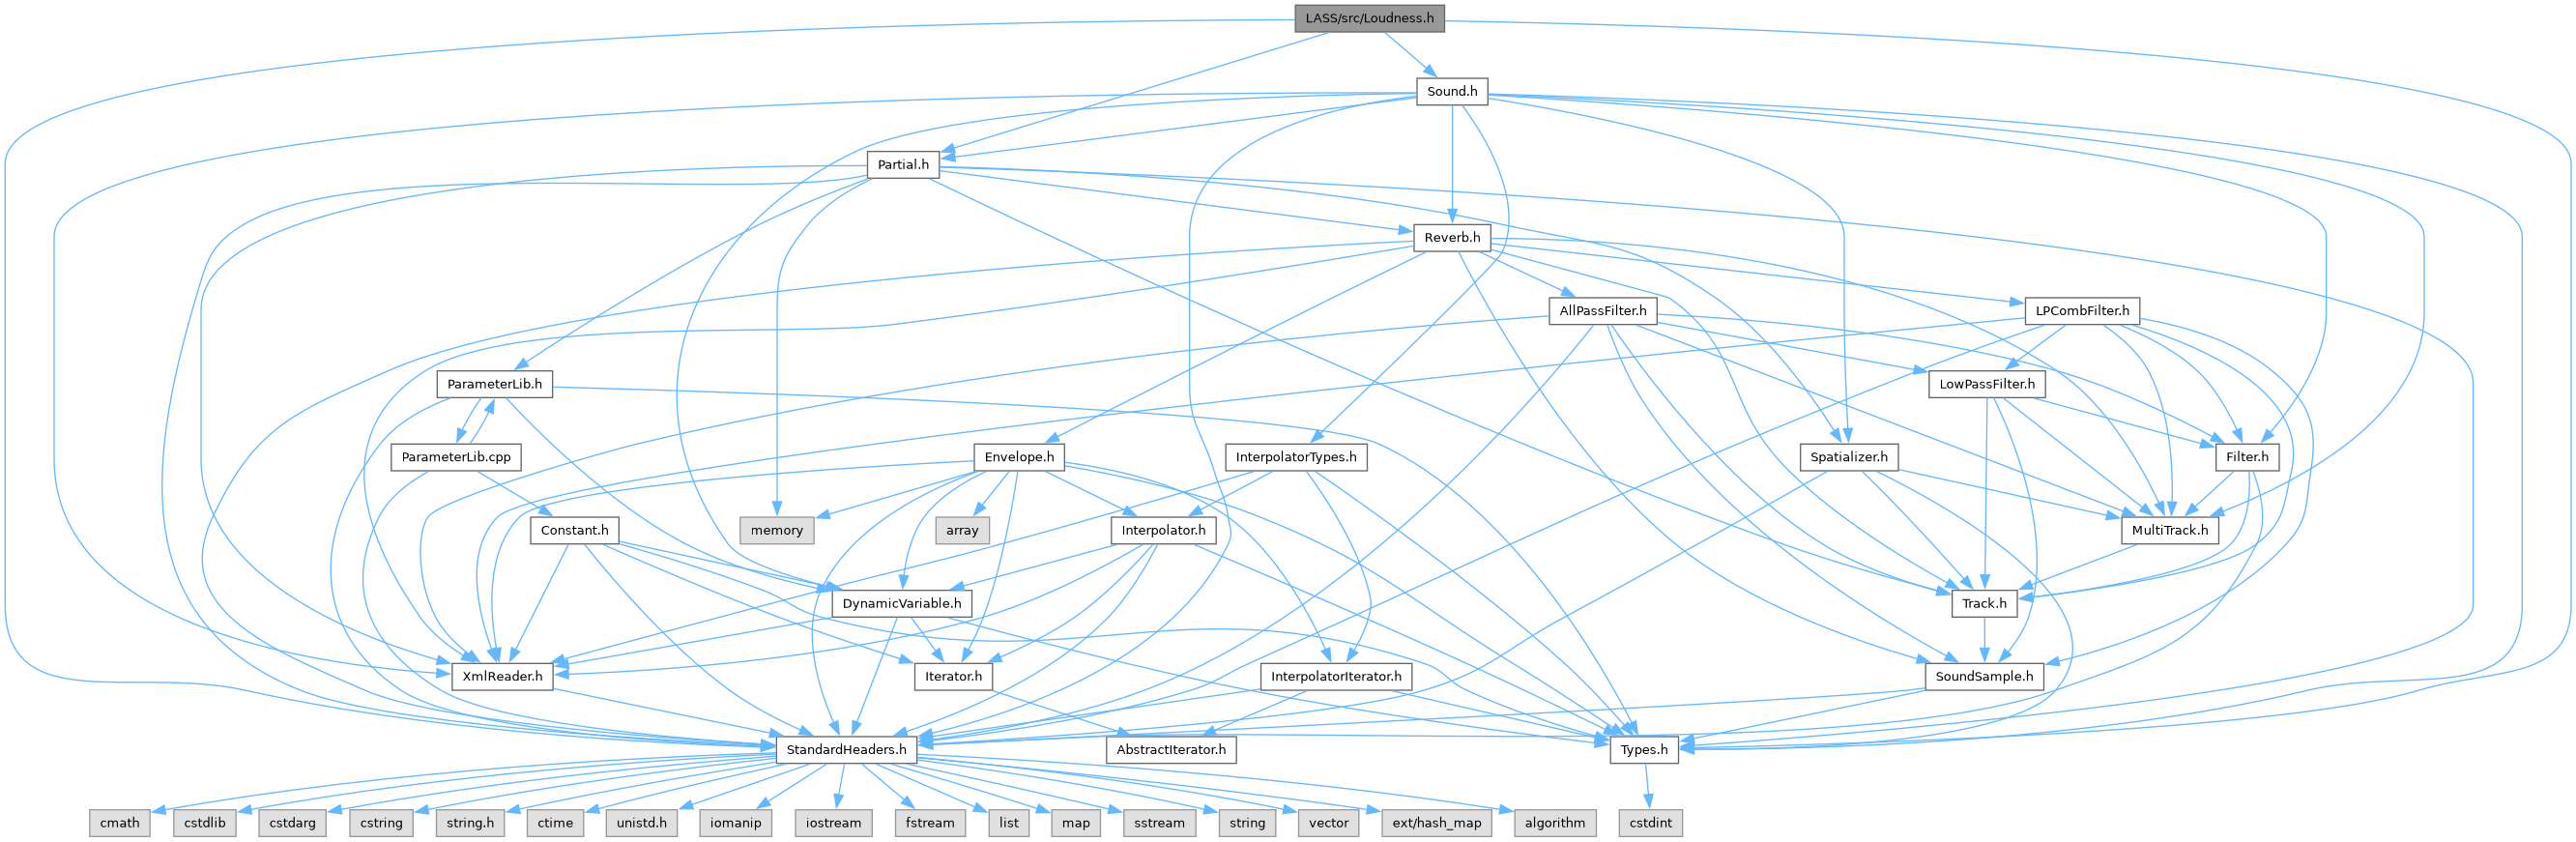 LASS/src/Loudness.h
Sound.h
Partial.h
Reverb.h
AllPassFilter.h
LPCombFilter.h
ParameterLib.h
LowPassFilter.h
ParameterLib.cpp
Envelope.h
InterpolatorTypes.h
Spatializer.h
Filter.h
Constant.h
memory
array
Interpolator.h
MultiTrack.h
DynamicVariable.h
Track.h
XmlReader.h
Iterator.h
InterpolatorIterator.h
SoundSample.h
StandardHeaders.h
AbstractIterator.h
Types.h
cmath
cstdlib
cstdarg
cstring
string.h
ctime
unistd.h
iomanip
iostream
fstream
list
map
sstream
string
vector
ext/hash_map
algorithm
cstdint